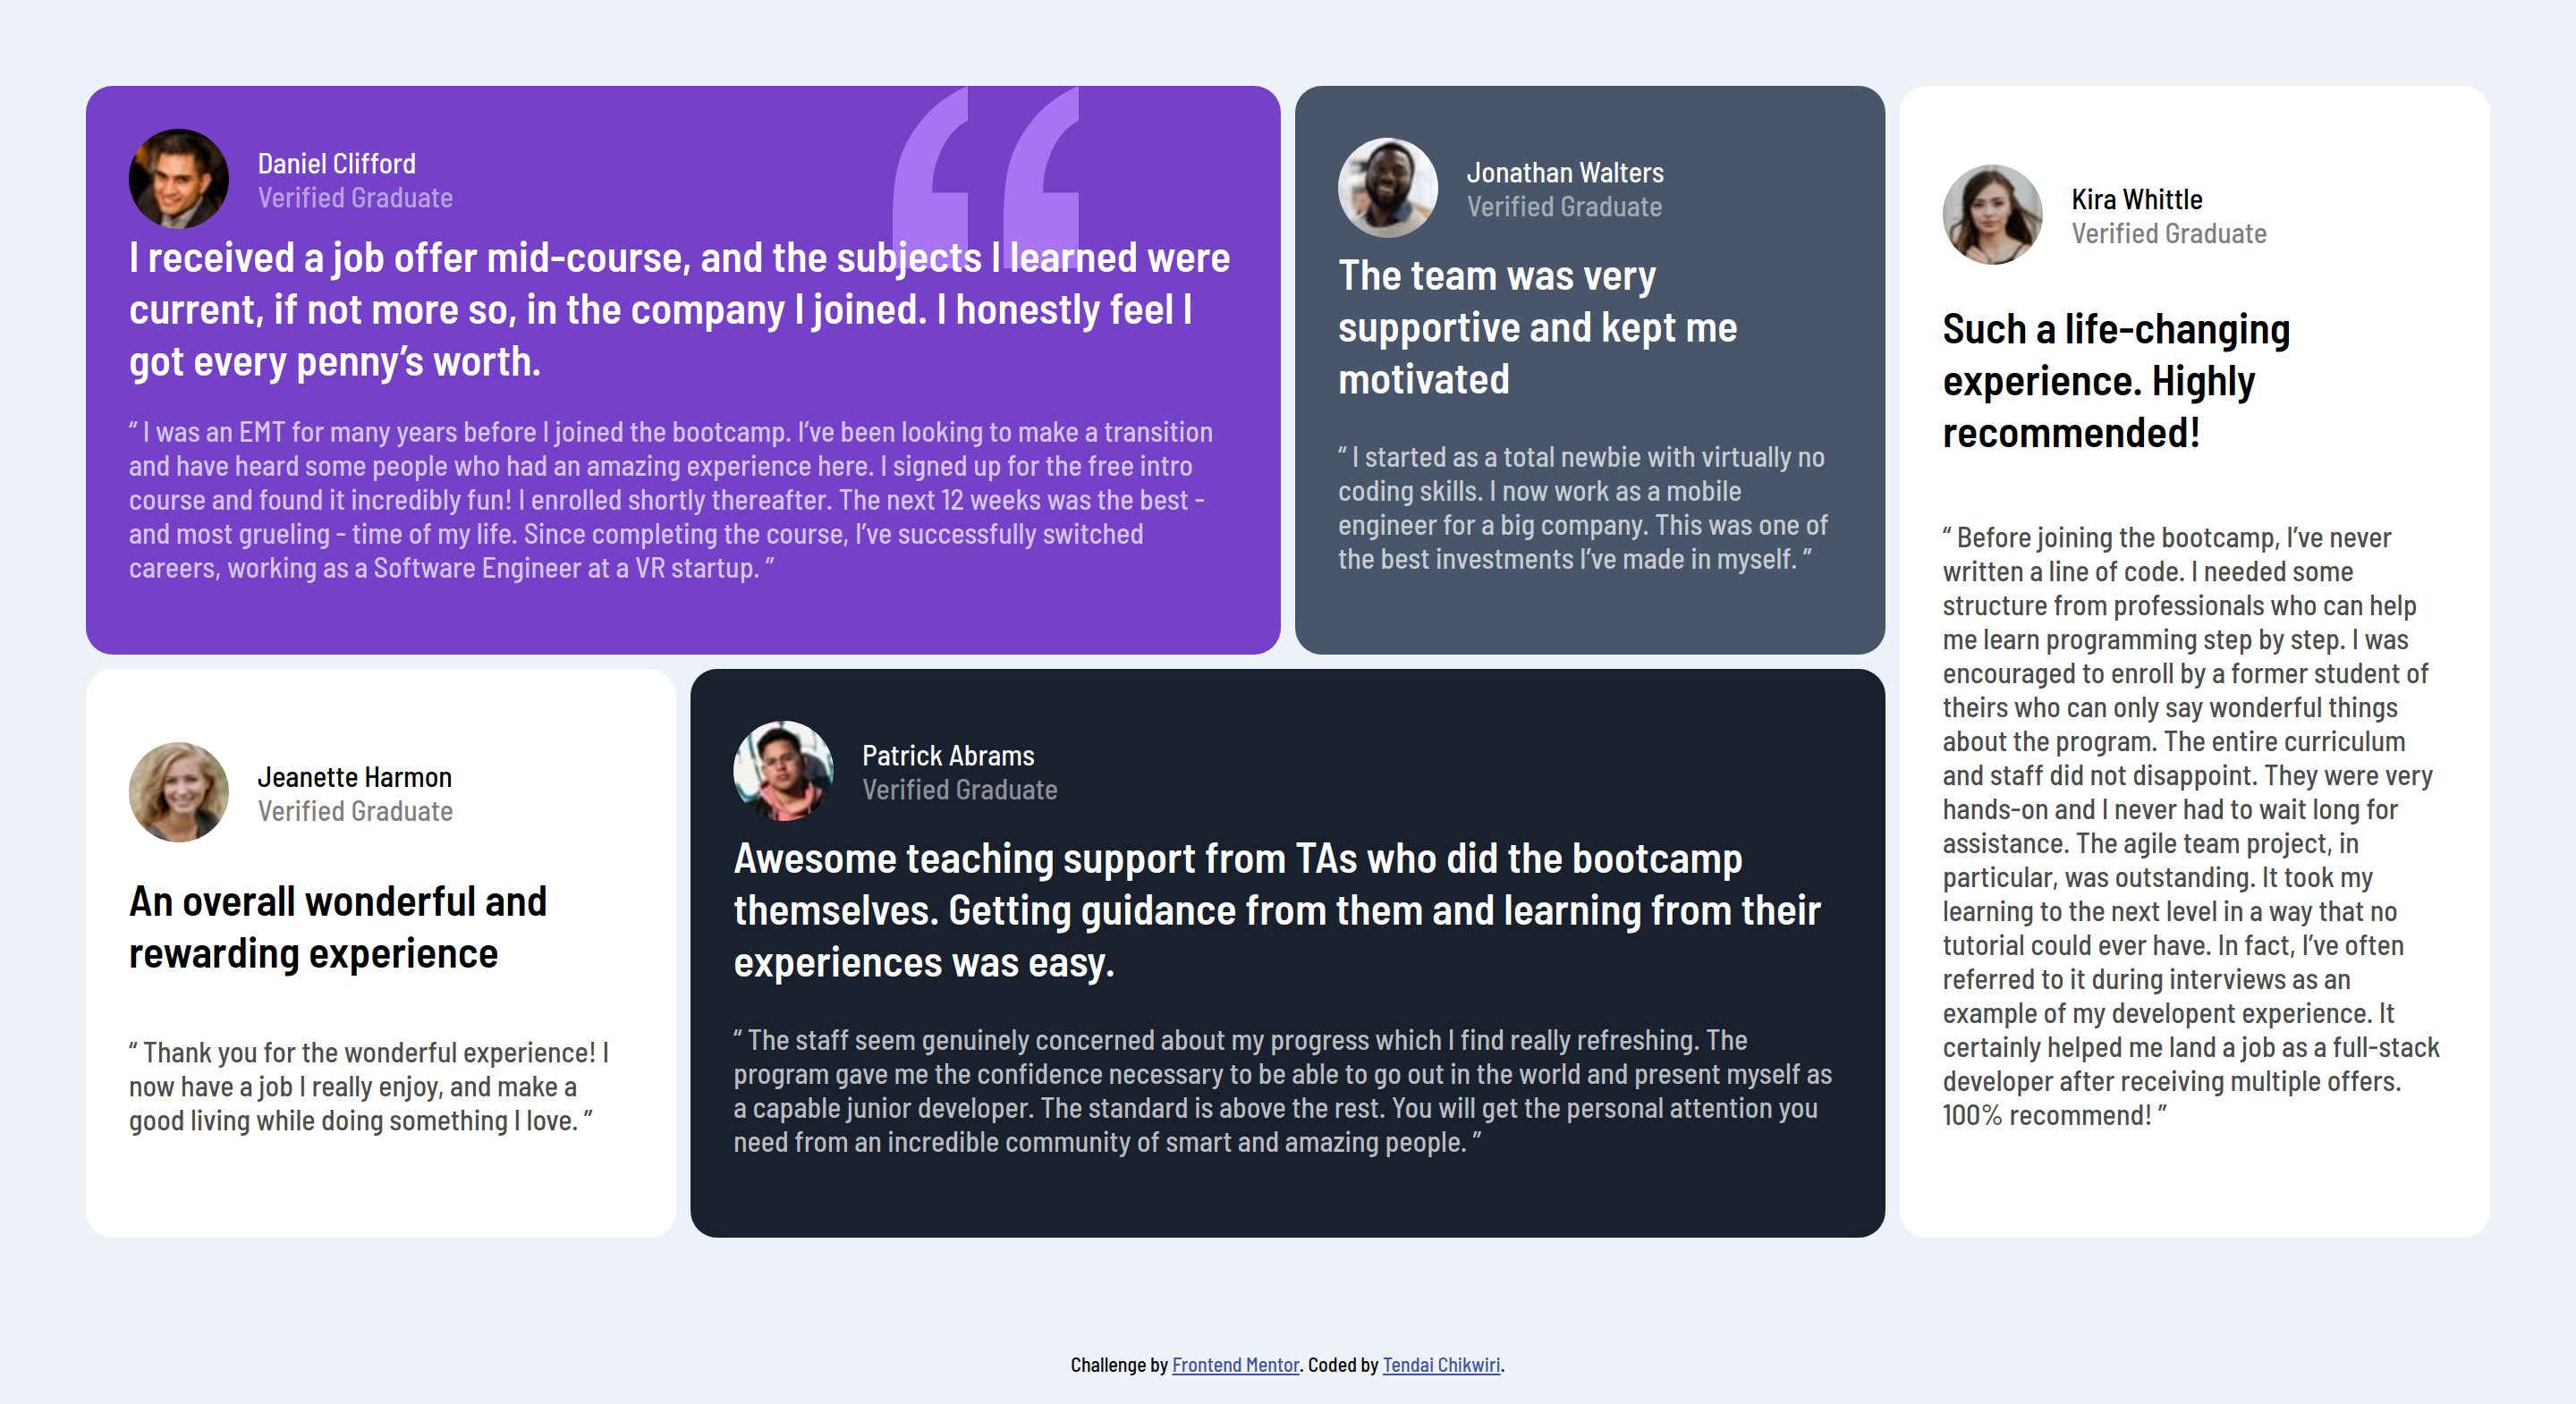 Daniel Clifford
Verified Graduate
I received a job offer mid-course, and the subjects I learned were
current, if not more so, in the company I joined. I honestly feel I
got every penny’s worth.
“ I was an EMT for many years before I joined the bootcamp. I’ve been looking to make a transition
and have heard some people who had an amazing experience here. I signed up for the free intro
course and found it incredibly fun! I enrolled shortly thereafter. The next 12 weeks was the best -
and most grueling - time of my life. Since completing the course, I’ve successfully switched
careers, working as a Software Engineer at a VR startup. ”
Jonathan Walters
Verified Graduate
The team was very
supportive and kept me
motivated
“ I started as a total newbie with virtually no
coding skills. I now work as a mobile
engineer for a big company. This was one of
the best investments I’ve made in myself. ”
Kira Whittle
Verified Graduate
Such a life-changing
experience. Highly
recommended!
“ Before joining the bootcamp, I’ve never
written a line of code. I needed some
structure from professionals who can help
me learn programming step by step. I was
encouraged to enroll by a former student of
theirs who can only say wonderful things
about the program. The entire curriculum
and staff did not disappoint. They were very
hands-on and I never had to wait long for
assistance. The agile team project, in
particular, was outstanding. It took my
learning to the next level in a way that no
tutorial could ever have. In fact, I’ve often
referred to it during interviews as an
example of my developent experience. It
certainly helped me land a job as a full-stack
developer after receiving multiple offers.
100% recommend! ”
Jeanette Harmon
Verified Graduate
An overall wonderful and
rewarding experience
“ Thank you for the wonderful experience! I
now have a job I really enjoy, and make a
good living while doing something I love. ”
Patrick Abrams
Verified Graduate
Awesome teaching support from TAs who did the bootcamp
themselves. Getting guidance from them and learning from their
experiences was easy.
“ The staff seem genuinely concerned about my progress which I find really refreshing. The
program gave me the confidence necessary to be able to go out in the world and present myself as
a capable junior developer. The standard is above the rest. You will get the personal attention you
need from an incredible community of smart and amazing people. ”
Challenge by Frontend Mentor. Coded by Tendai Chikwiri.